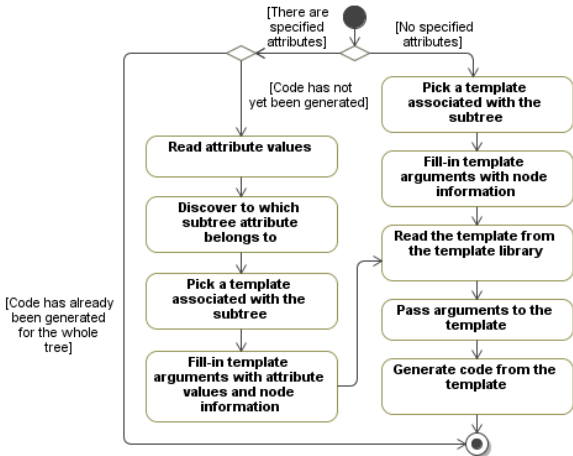 [There are
specified
attributes]
[No specified
attributes]
[Code has not
yet been generated]
Read attribute values
Discover to which
subtree attribute
belongs to
Pick a template
associated with the
subtree
Fill-in template
arguments with attribute
values and node
information
[Code has already
been generated
for the whole
tree]
Pick a template
associated with the
subtree
Fill-in template
arguments with node
information
Read the template from
the template library
Pass arguments to the
template
Generate code from the
template